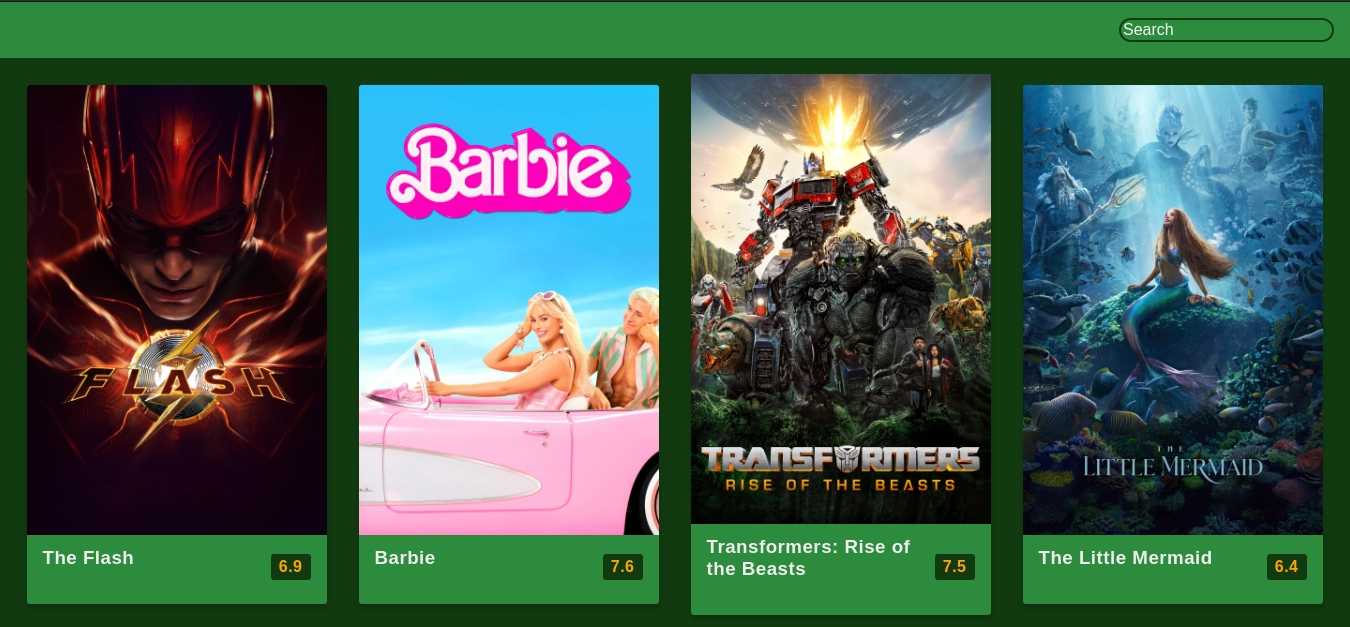 Search
FLASH
The Flash
6.9
Barbie
Barbie
7.6
TRANSFORMERS
RISE OF THE BEASTS
Transformers: Rise of
the Beasts
7.5
THE
LITTLE MERMAID
The Little Mermaid
6.4